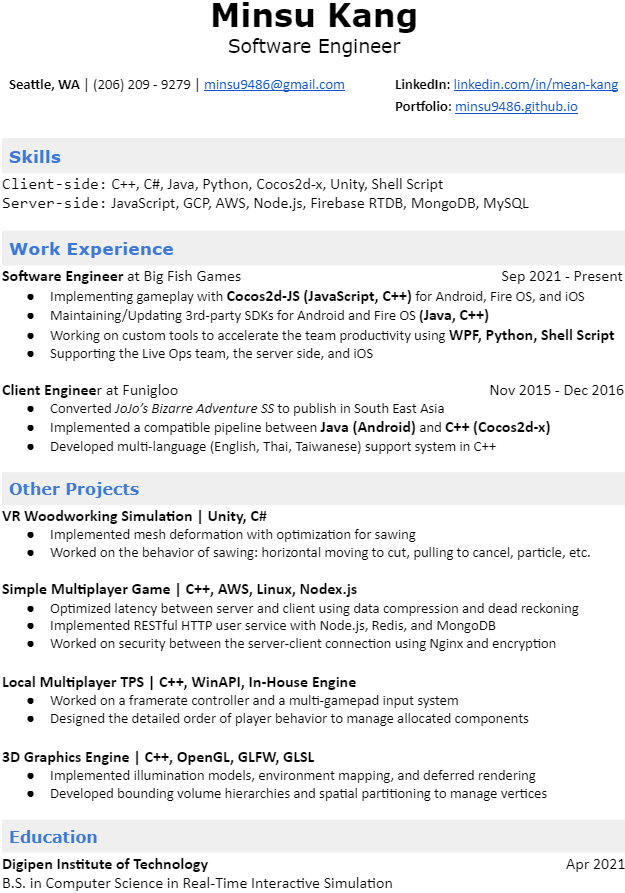 Minsu Kang
Software Engineer
Seattle, WA | (206) 209 - 9279 | minsu9486@gmail.com
LinkedIn: linkedin.com/in/mean-kang
Portfolio: minsu9486.github.io
Skills
Client-side: C++, C#, Java, Python, Cocos2d-x, Unity, Shell Script
Server-side: JavaScript, GCP, AWS, Node.js, Firebase RTDB, MongoDB, MySQL
Work Experience
Software Engineer at Big Fish Games Sep 2021 - Present
● Implementing gameplay with Cocos2d-JS (JavaScript, C++) for Android, Fire OS, and iOS
● Maintaining/Updating 3rd-party SDKs for Android and Fire OS (Java, C++)
● Working on custom tools to accelerate the team productivity using WPF, Python, Shell Script
● Supporting the Live Ops team, the server side, and iOS
Client Engineer at Funigloo Nov 2015 - Dec 2016
● Converted JoJo's Bizarre Adventure SS to publish in South East Asia
● Implemented a compatible pipeline between Java (Android) and C++ (Cocos2d-x)
● Developed multi-language (English, Thai, Taiwanese) support system in C++
Other Projects
VR Woodworking Simulation | Unity, C#
● Implemented mesh deformation with optimization for sawing
● Worked on the behavior of sawing: horizontal moving to cut, pulling to cancel, particle, etc.
Simple Multiplayer Game | C++, AWS, Linux, Nodex.js
● Optimized latency between server and client using data compression and dead reckoning
● Implemented RESTful HTTP user service with Node.js, Redis, and MongoDB
● Worked on security between the server-client connection using Nginx and encryption
Local Multiplayer TPS | C++, WinAPI, In-House Engine
● Worked on a framerate controller and a multi-gamepad input system
● Designed the detailed order of player behavior to manage allocated components
3D Graphics Engine | C++, OpenGL, GLFW, GLSL
● Implemented illumination models, environment mapping, and deferred rendering
● Developed bounding volume hierarchies and spatial partitioning to manage vertices
Education
Digipen Institute of Technology Apr 2021
B.S. in Computer Science in Real-Time Interactive Simulation